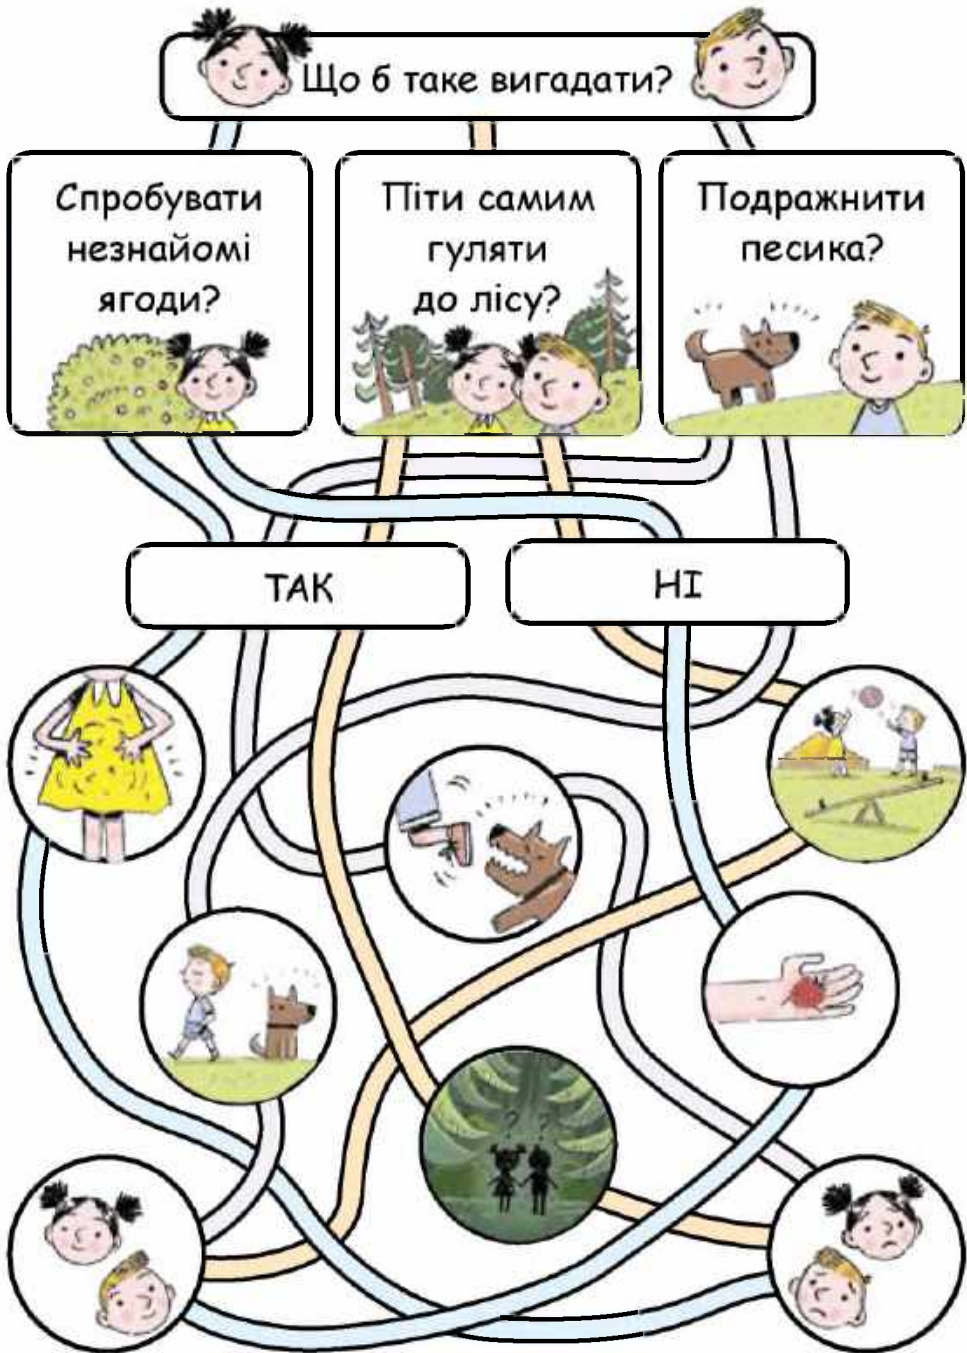 Що б таке вигадати?
Спробувати
незнайомі
ягоди?
Піти самим
гуляти
до лісу?
Подражнити
песика?
ТАК
НІ
? ?